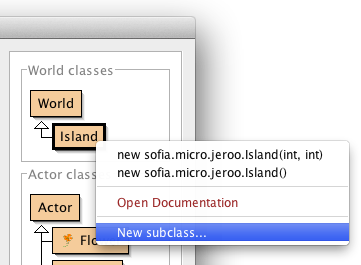 World classes
World
Island
new sofia.micro.jeroo.Island(int, int)
new sofia.micro.jeroo.Island()
Open Documentation
New subclass...
Actor
Actor